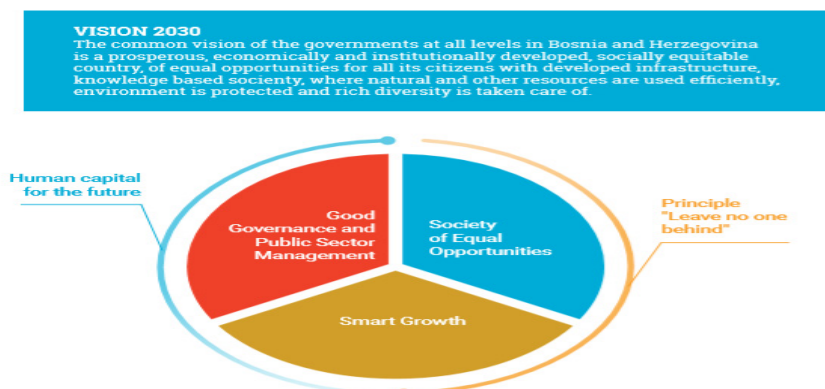 VISION 2030
The common vision of the governments at all levels in Bosnia and Herzegovina
is a prosperous, economically and institutionally developed, socially equitable
country, of equal opportunities for all its citizens with developed infrastructure,
knowledge based socienty, where natural and other resources are used efficiently,
environment is protected and rich diversity is taken care of.
Human capital
for the future
Good
Governance and
Public Sector
Management
Society
of Equal
Opportunities
Principle
"Leave no one
behind"
Smart Growth